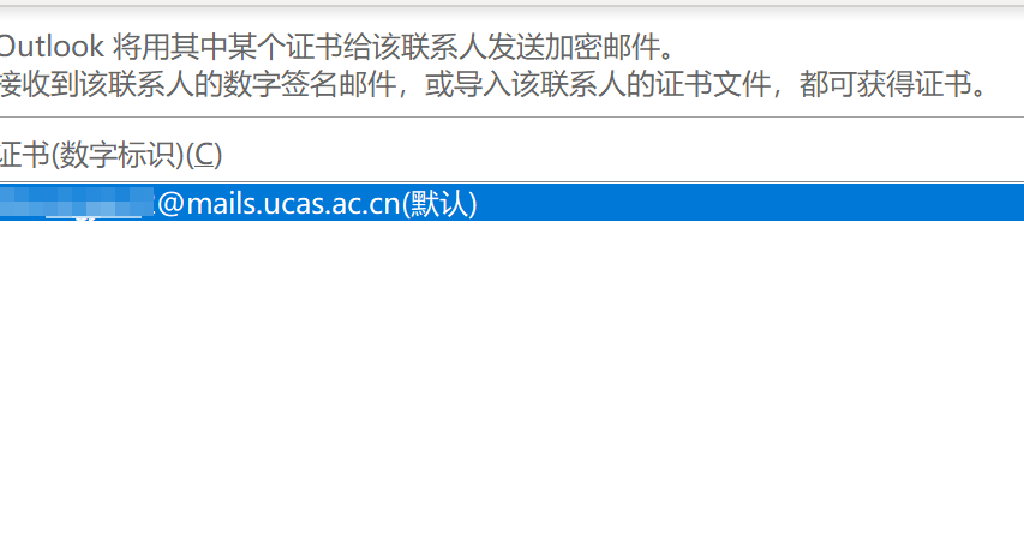 Outlook 将用其中某个证书给该联系人发送加密邮件。
接收到该联系人的数字签名邮件，或导入该联系人的证书文件，都可获得证书。
证书(数字标识)(C)
@mails.ucas.ac.cn(默认)